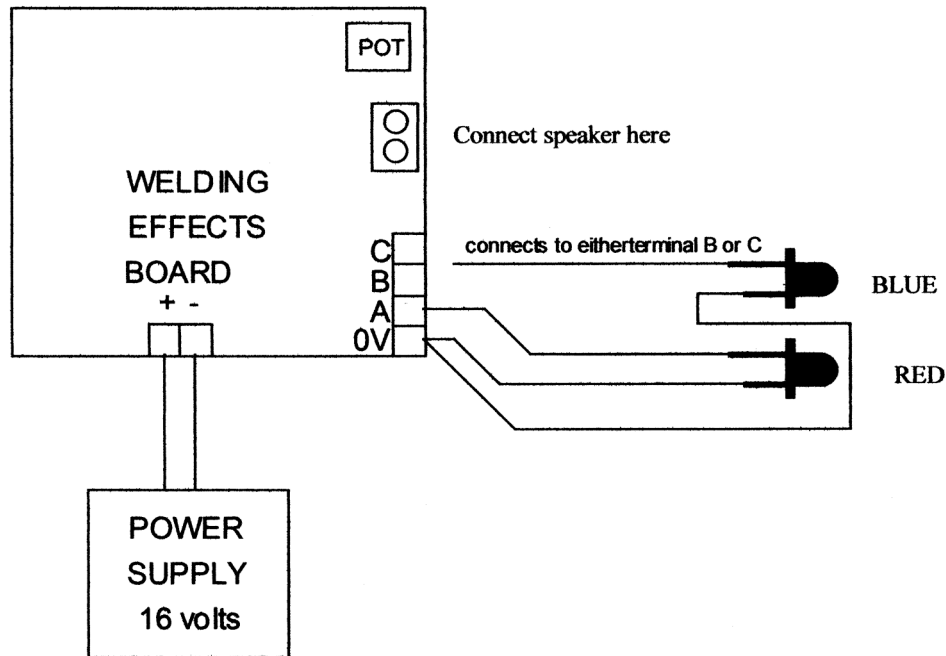 POT
Connect speaker here
WELDING
EFFECTS
BOARD
+ -
C
B
A
0V
connects to eitherterminal B or C
BLUE
RED
POWER
SUPPLY
16 volts